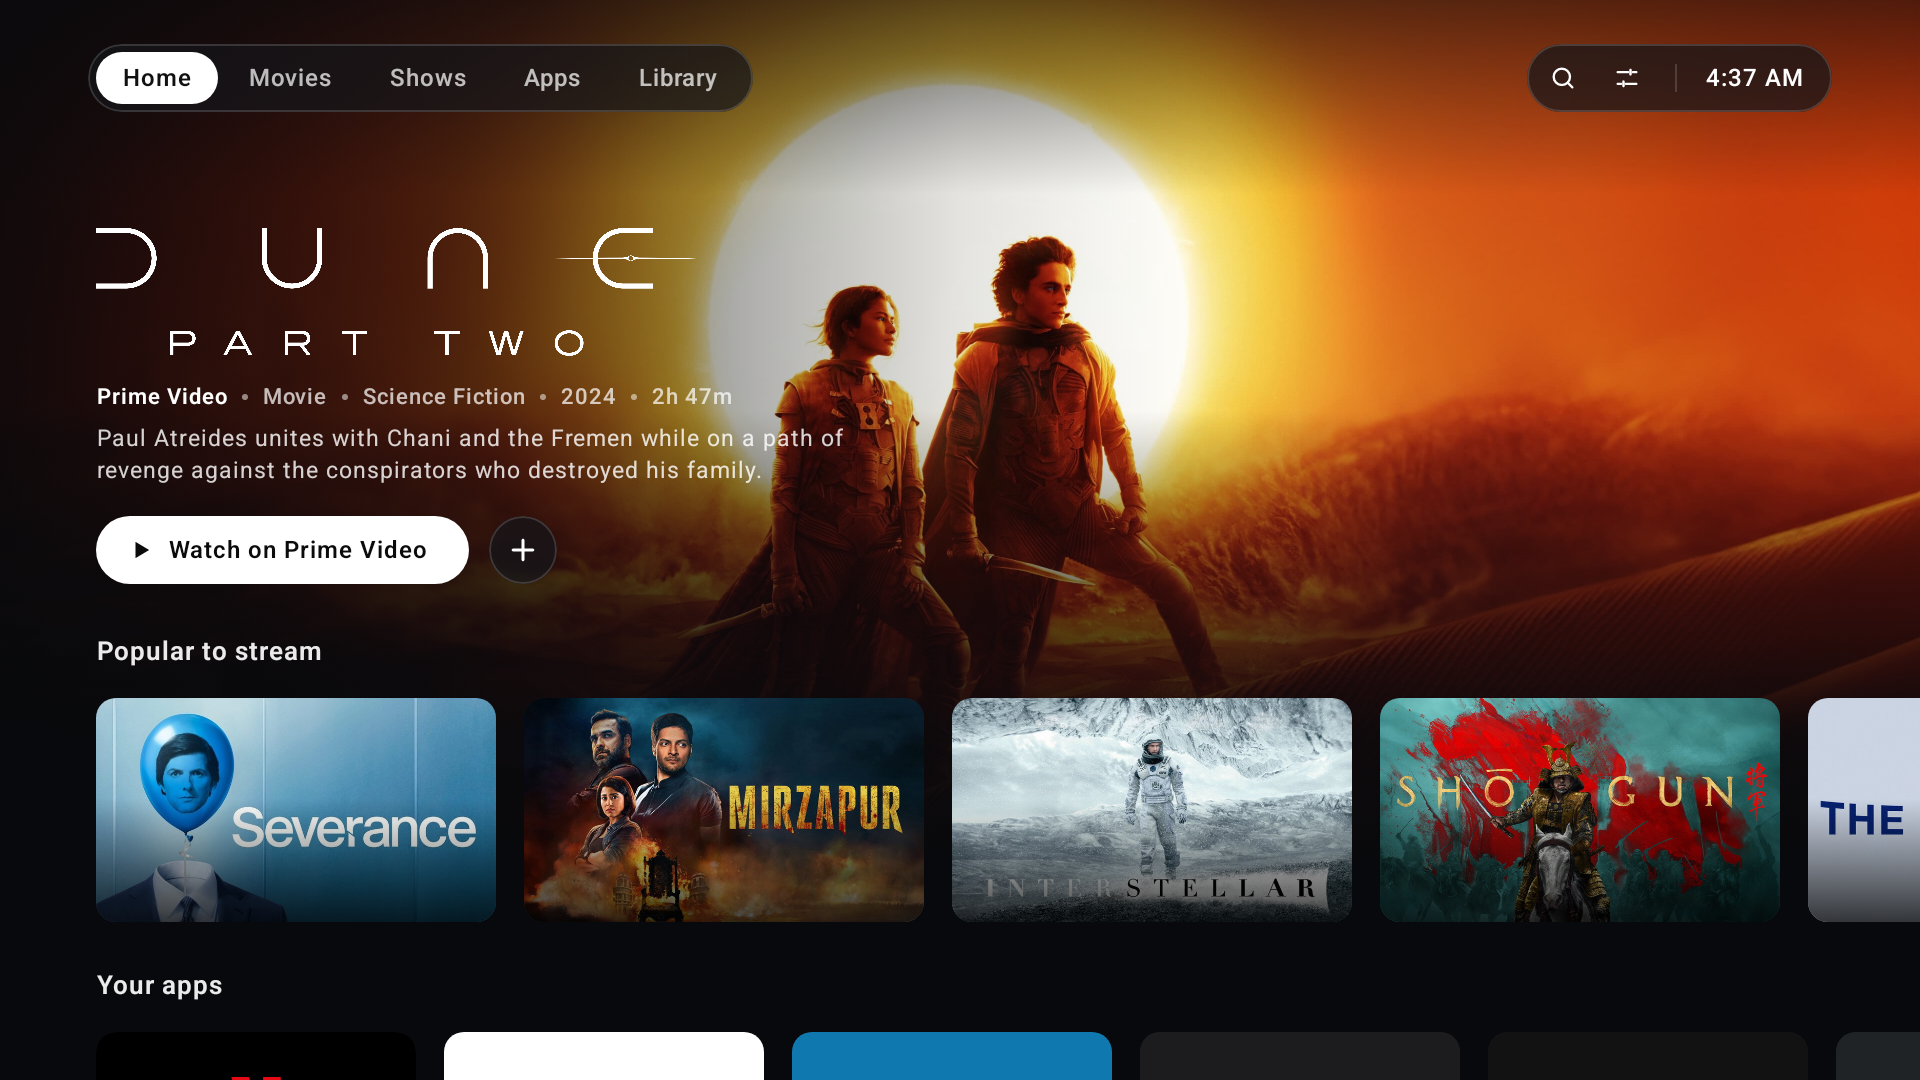 Home Movies Shows Apps Library
4:37 AM
DUNE
PART TWO
Prime Video • Movie • Science Fiction • 2024 • 2h 47m
Paul Atreides unites with Chani and the Fremen while on a path of
revenge against the conspirators who destroyed his family.
Watch on Prime Video
Popular to stream
Severance
MIRZAPUR
INTERSTELLAR
SHŌGUN
将軍
THE
Your apps